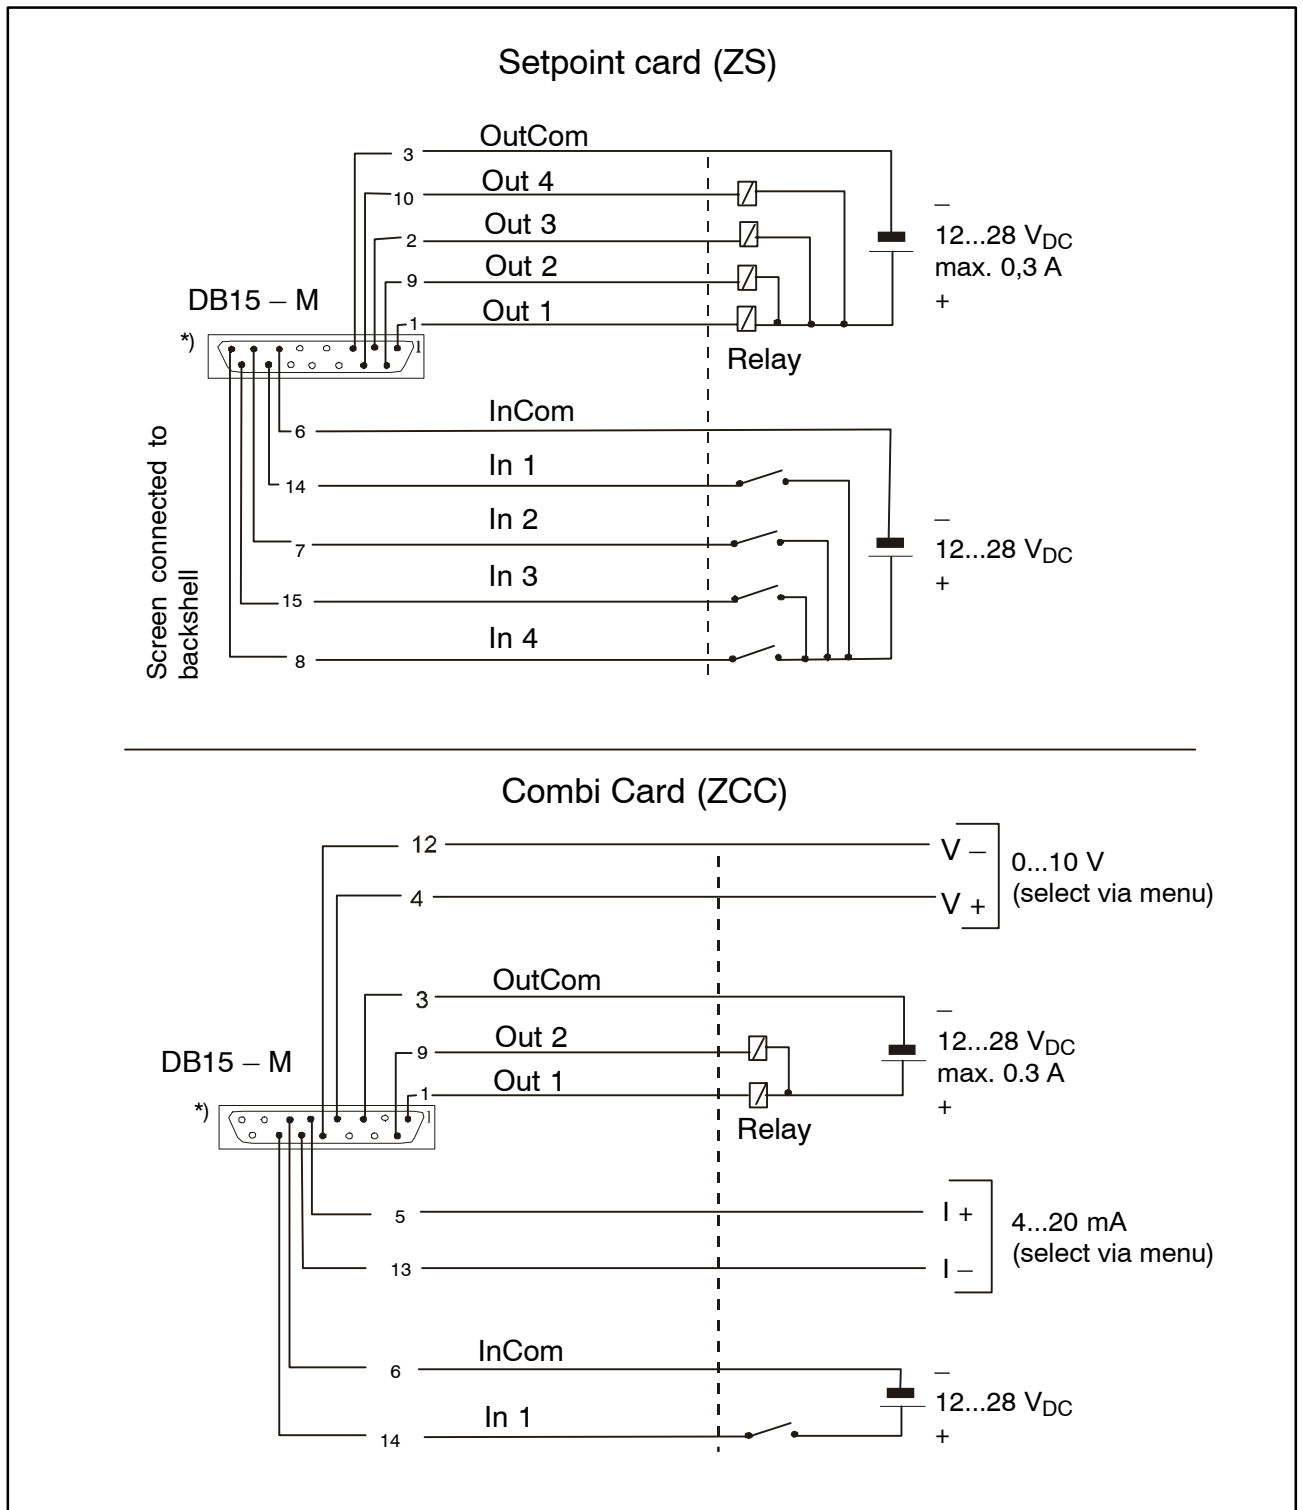 Setpoint card (ZS)
3 OutCom
10 Out 4
2 Out 3
9 Out 2
1 Out 1
–
12...28 VDC
max. 0,3 A
+
DB15 – M
*)
1
Relay
Screen connected to
backshell
6 InCom
14 In 1
7 In 2
15 In 3
8 In 4
–
12...28 VDC
+
Combi Card (ZCC)
12 V –
4 V +
0...10 V
(select via menu)
3 OutCom
9 Out 2
1 Out 1
–
12...28 VDC
max. 0.3 A
+
DB15 – M
*)
1
Relay
5 I +
13 I –
4...20 mA
(select via menu)
6 InCom
14 In 1
–
12...28 VDC
+